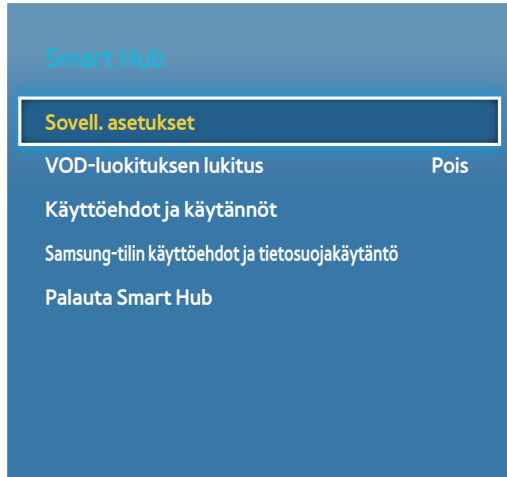 Smart Hub
Sovell. asetukset
VOD-luokituksen lukitus Pois
Käyttöehdot ja käytännöt
Samsung-tilin käyttöehdot ja tietosuojakäytäntö
Palauta Smart Hub